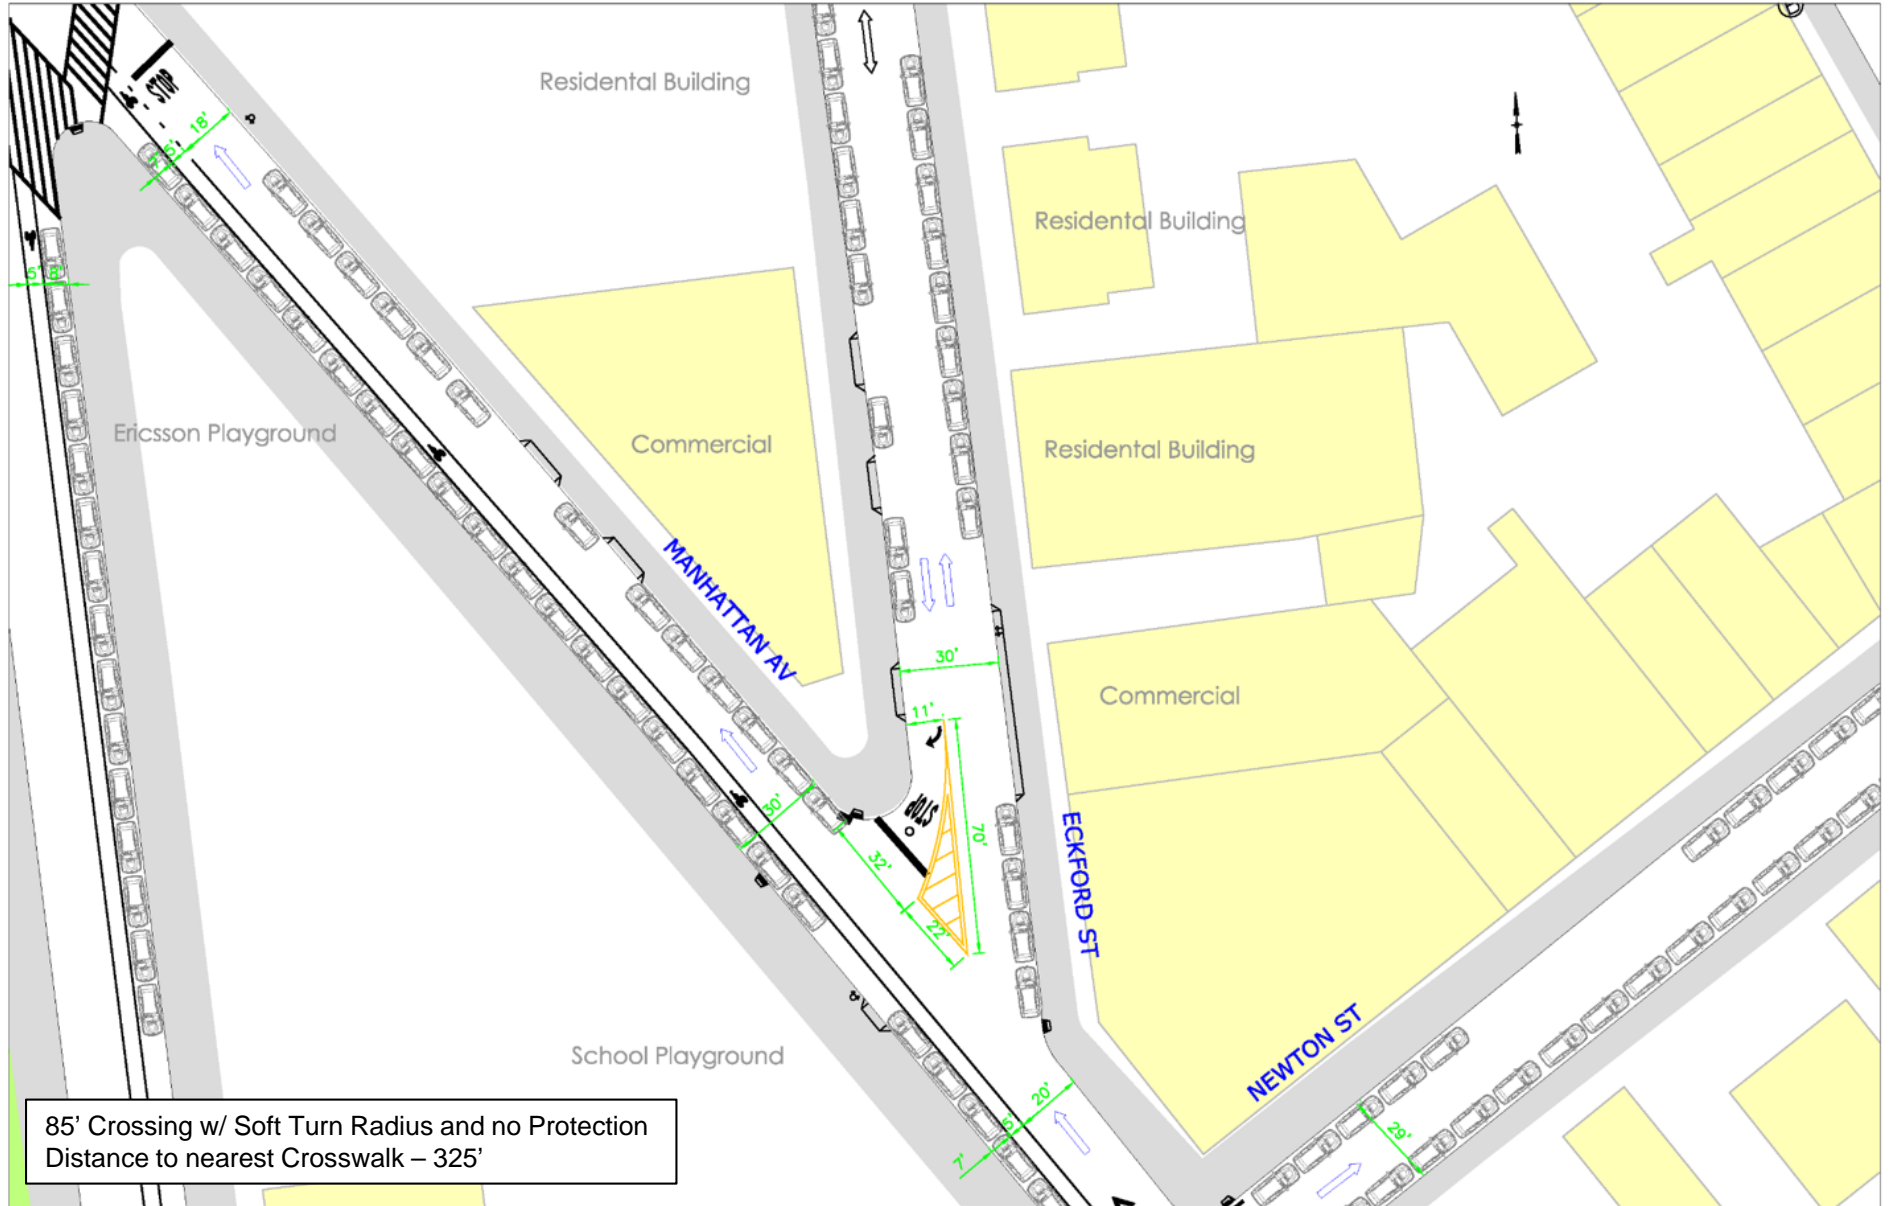 STOP
18'
5'
Residental Building
5'
8'
Residental Building
Ericsson Playground
Commercial
Residental Building
MANHATTAN AV
30'
11'
Commercial
STOP
70'
30'
32'
22'
ECKFORD ST
School Playground
NEWTON ST
20'
29'
7'
85' Crossing w/ Soft Turn Radius and no Protection
Distance to nearest Crosswalk – 325'